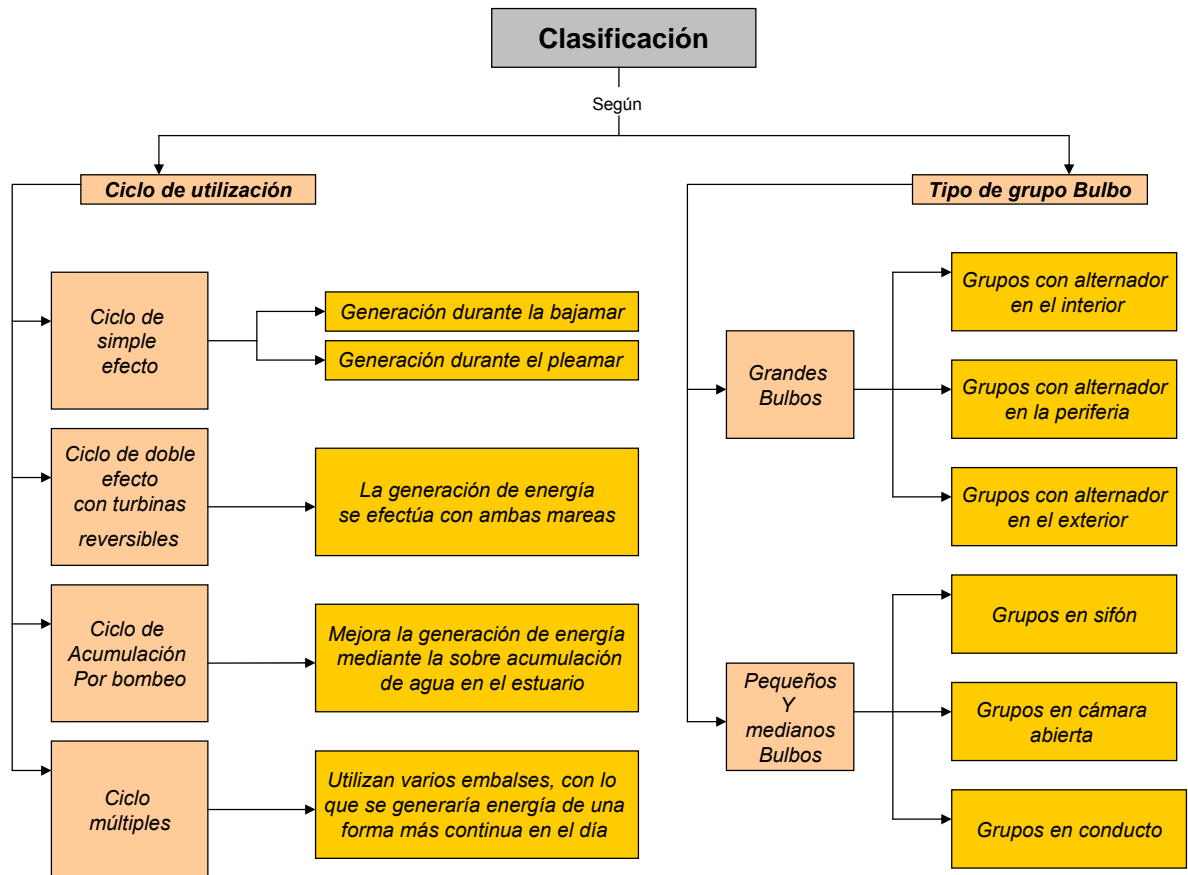 Clasificación
Según
Ciclo de utilización
Tipo de grupo Bulbo
Ciclo de
simple
efecto
Generación durante la bajamar
Generación durante el pleamar
Ciclo de doble
efecto
con turbinas
reversibles
La generación de energía
se efectúa con ambas mareas
Ciclo de
Acumulación
Por bombeo
Mejora la generación de energía
mediante la sobre acumulación
de agua en el estuario
Ciclo
múltiples
Utilizan varios embalses, con lo
que se generaría energía de una
forma más continua en el día
Grandes
Bulbos
Grupos con alternador
en el interior
Grupos con alternador
en la periferia
Grupos con alternador
en el exterior
Pequeños
Y
medianos
Bulbos
Grupos en sifón
Grupos en cámara
abierta
Grupos en conducto